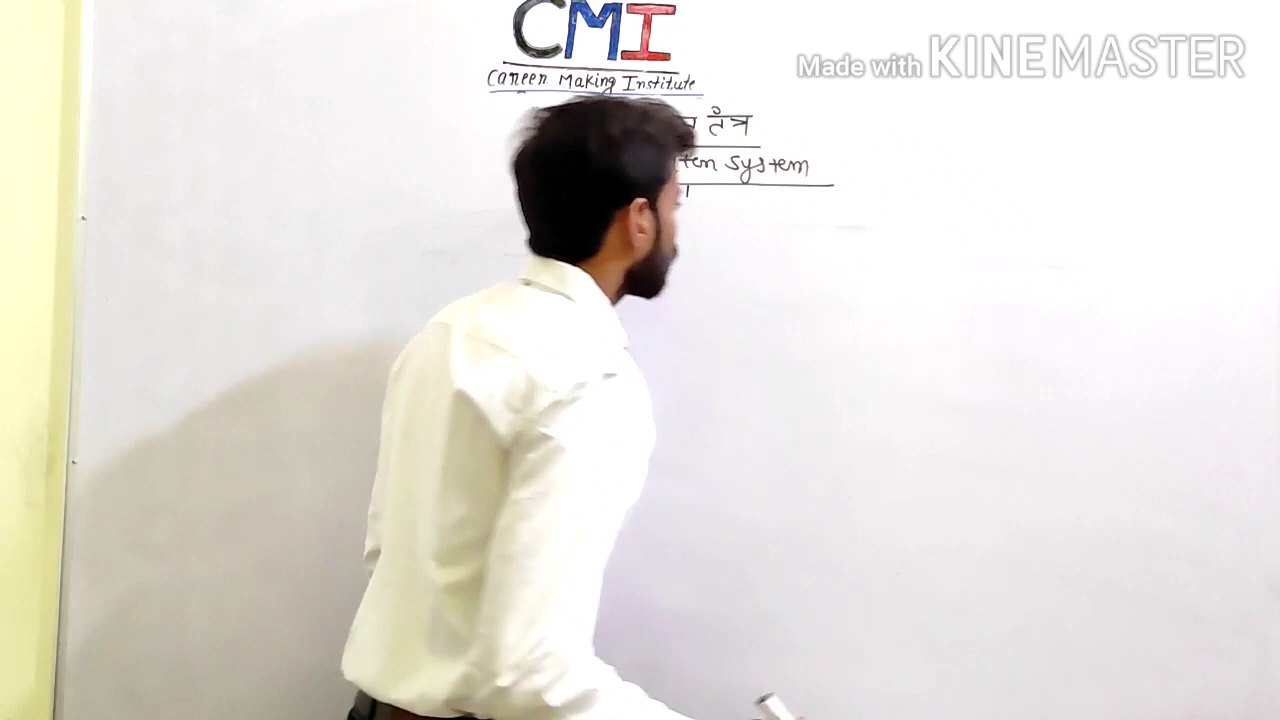 CMI
Made with KINEMASTER
Career Making Institute
तंत्र
system